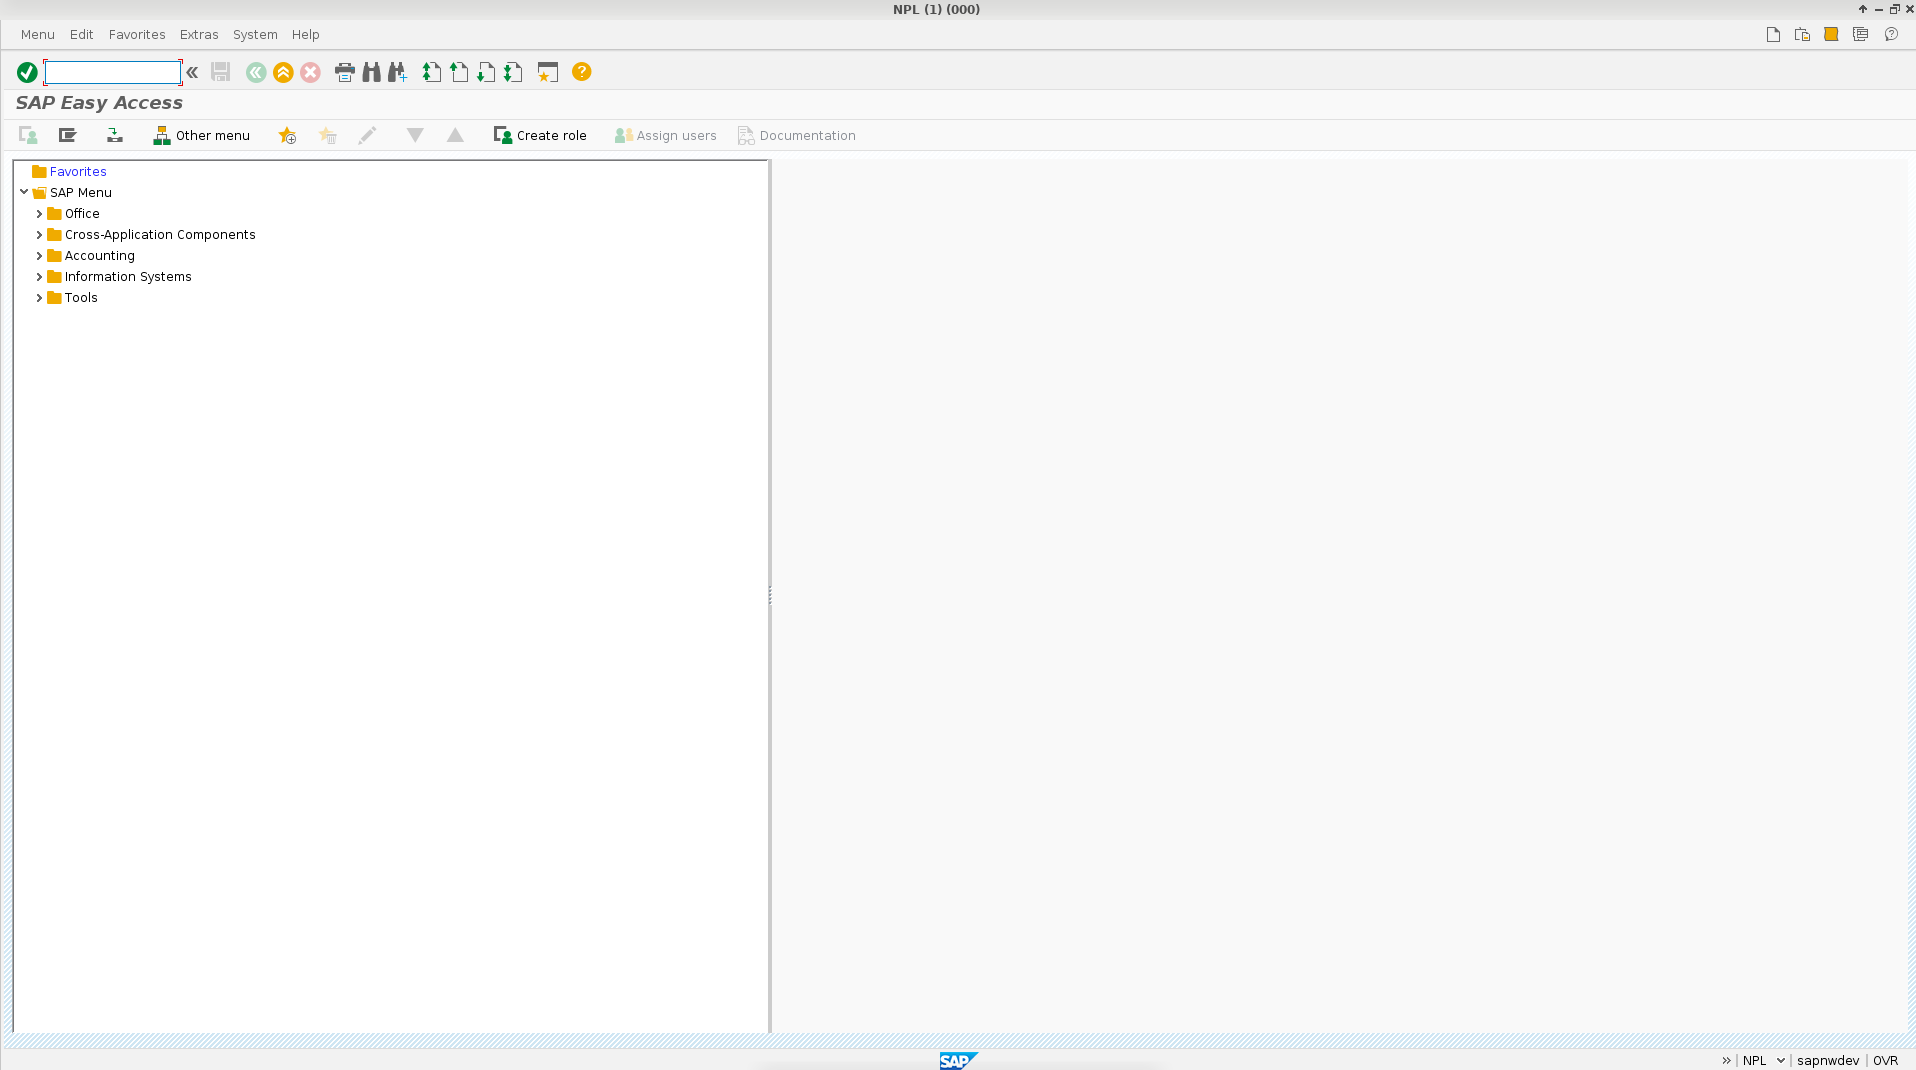 NPL (1) (000)
Menu Edit Favorites Extras System Help
SAP Easy Access
Other menu Create role Assign users Documentation
Favorites
SAP Menu
Office
Cross-Application Components
Accounting
Information Systems
Tools
SAP NPL sapnwdev OVR